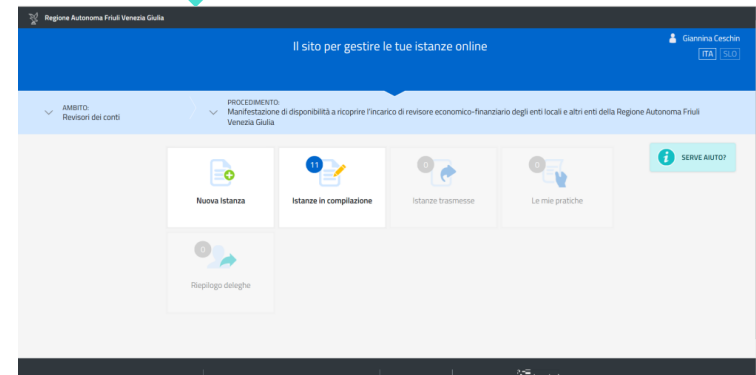 Regione Autonoma Friuli Venezia Giulia
Il sito per gestire le tue istanze online
Giannina Ceschin
ITA SLO
AMBITO:
Revisori dei conti
PROCEDIMENTO:
Manifestazione di disponibilità a ricoprire l'incarico di revisore economico-finanziario degli enti locali e altri enti della Regione Autonoma Friuli
Venezia Giulia
SERVE AIUTO?
Nuova Istanza
11
Istanze in compilazione
0
Istanze trasmesse
0
Le mie pratiche
0
Riepilogo deleghe